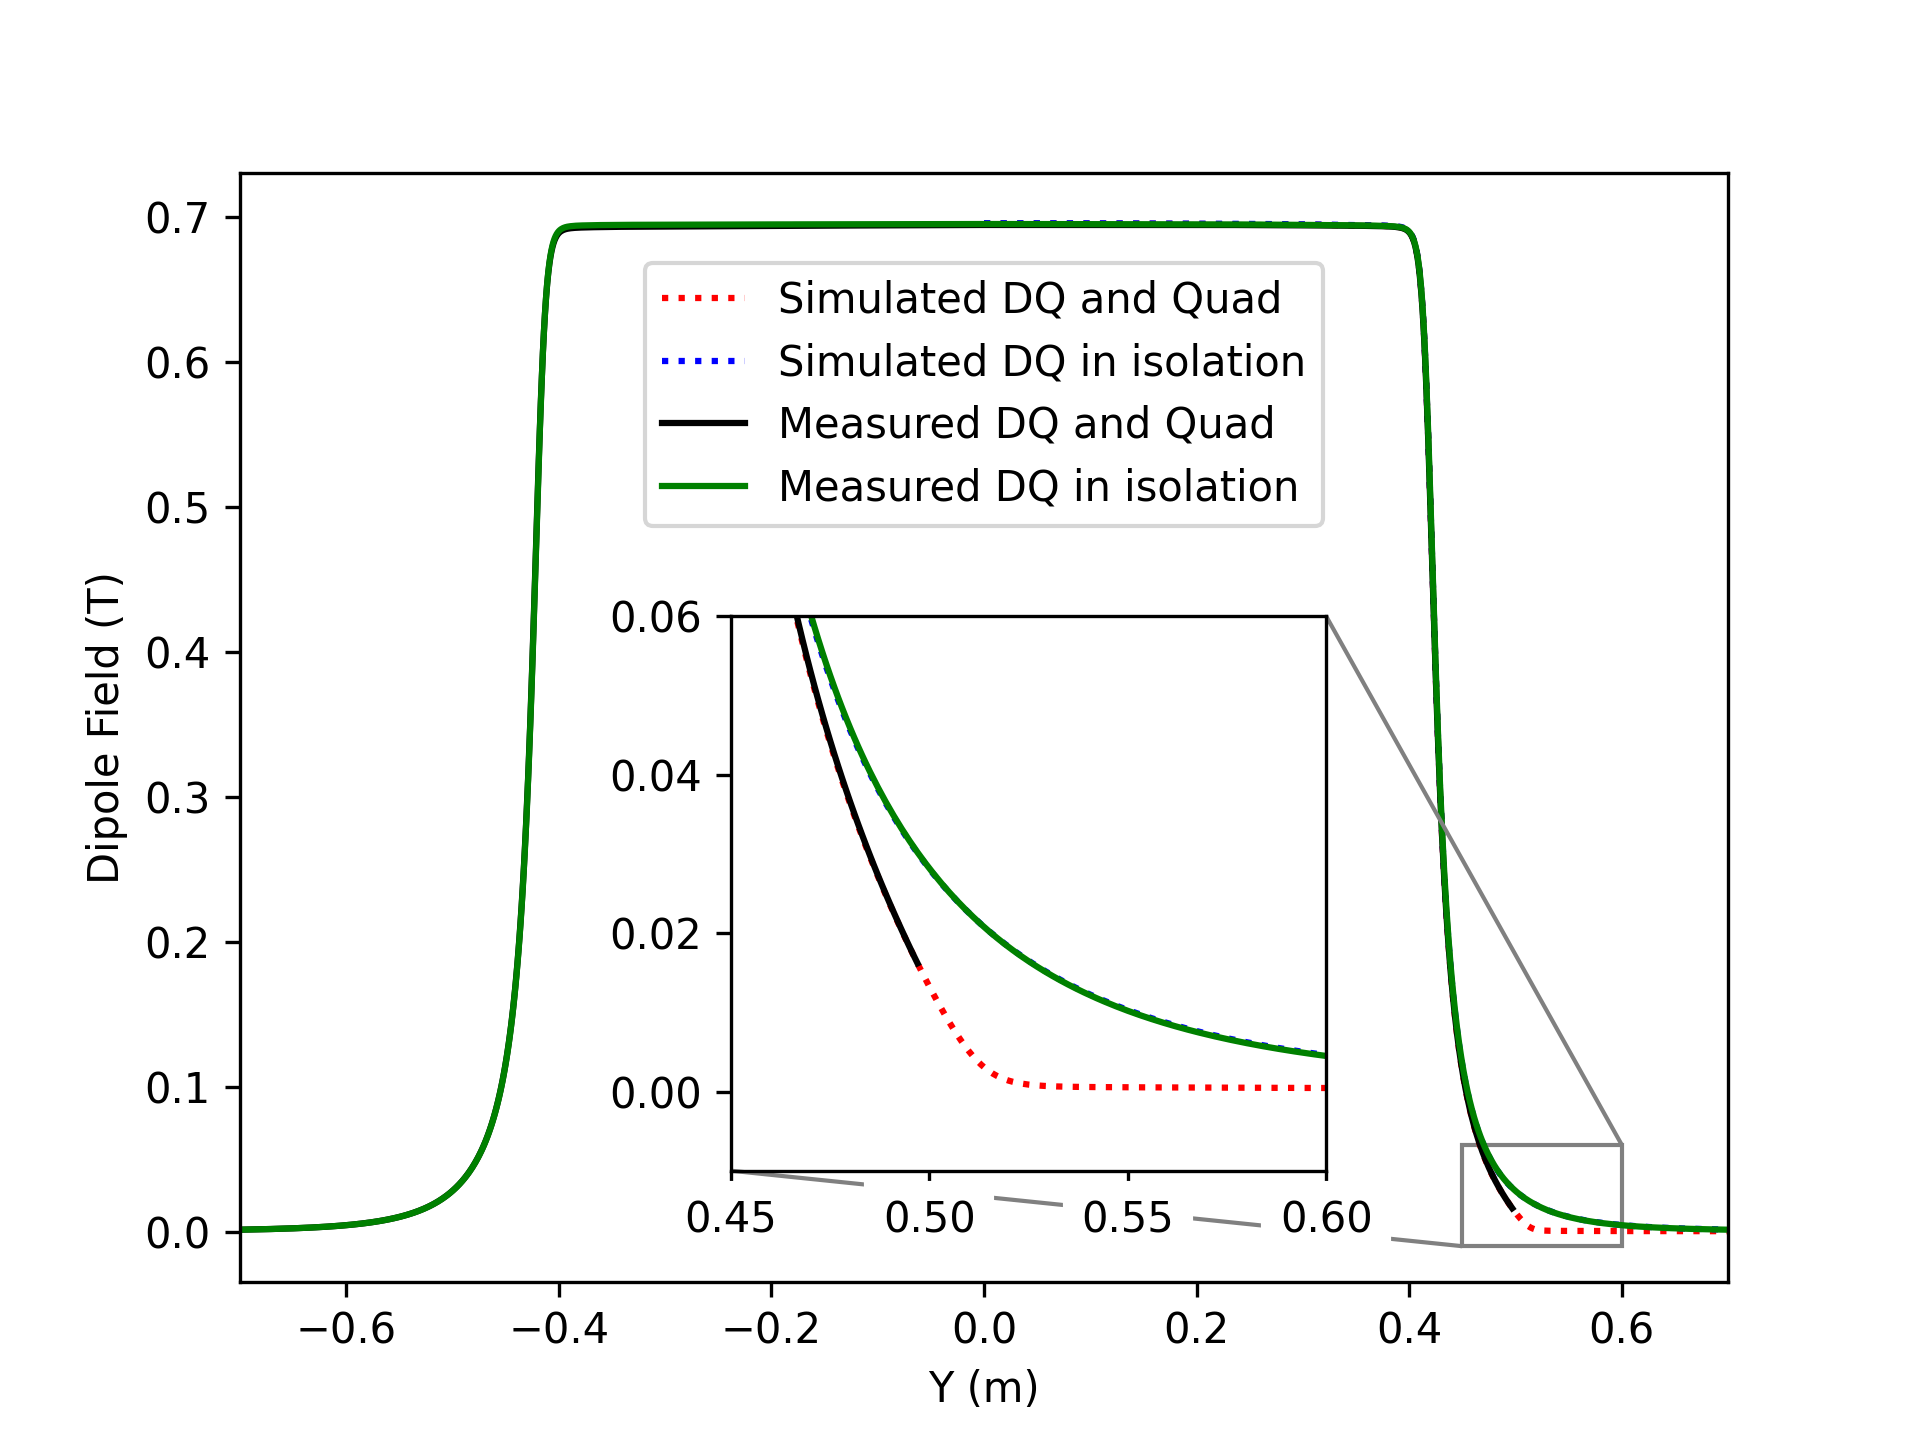 0.7
0.6
0.5
0.4
0.3
0.2
0.1
0.0
Dipole Field (T)
Simulated DQ and Quad
Simulated DQ in isolation
Measured DQ and Quad
Measured DQ in isolation
0.06
0.04
0.02
0.00
0.45 0.50 0.55 0.60
−0.6 −0.4 −0.2 0.0 0.2 0.4 0.6
Y (m)